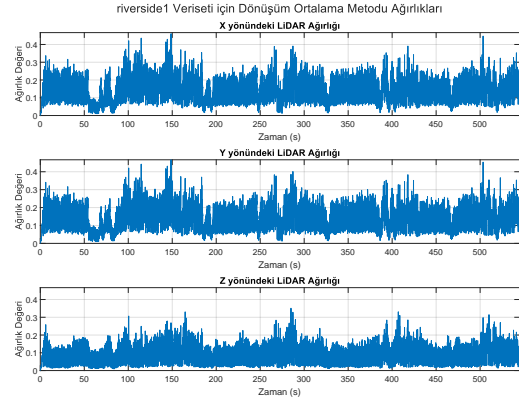 riverside1 Veriseti için Dönüşüm Ortalama Metodu Ağırlıkları
X yönündeki LiDAR Ağırlığı
Ağırlık Değeri
0.4
0.3
0.2
0.1
0
0 50 100 150 200 250 300 350 400 450 500
Zaman (s)
Y yönündeki LiDAR Ağırlığı
Ağırlık Değeri
0.4
0.3
0.2
0.1
0
0 50 100 150 200 250 300 350 400 450 500
Zaman (s)
Z yönündeki LiDAR Ağırlığı
Ağırlık Değeri
0.4
0.3
0.2
0.1
0
0 50 100 150 200 250 300 350 400 450 500
Zaman (s)